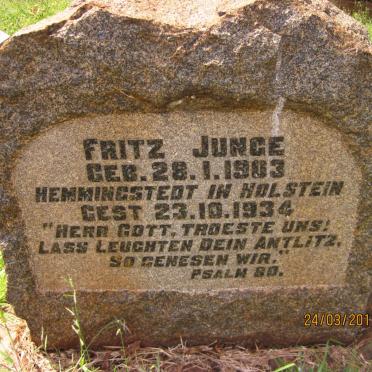 FRITZ JUNGE
GEB. 28.1.1903
HEMMINGSTEDT IN HOLSTEIN
GEST 23.10.1934
"HERR GOTT, TROESTE UNS!
LASS LEUCHTEN DEIN ANTLITZ,
SO GENESEN WIR."
PSALM 80.
24/03/201